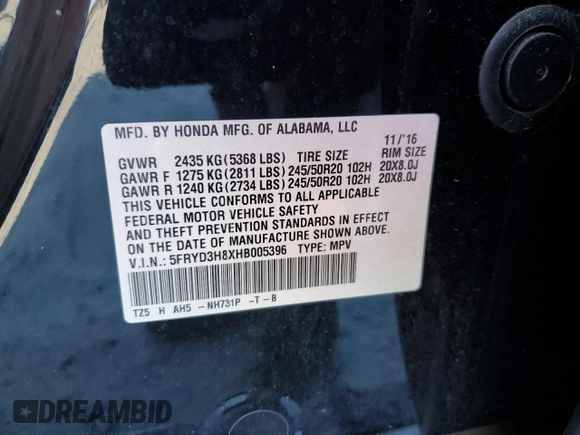 MFD. BY HONDA MFG. OF ALABAMA, LLC
11/'16
GVWR 2435 KG(5368 LBS) TIRE SIZE RIM SIZE
GAWR F 1275 KG(2811 LBS)245/50R20 102H 20X8.0J
GAWR R 1240 KG(2734 LBS)245/50R20 102H 20X8.0J
THIS VEHICLE CONFORMS TO ALL APPLICABLE
FEDERAL MOTOR VEHICLE SAFETY
AND THEFT PREVENTION STANDARDS IN EFFECT
ON THE DATE OF MANUFACTURE SHOWN ABOVE.
V.I.N.: 5FRYD3H8XHB005396 TYPE: MPV
TZ5 H AH5 -NH731P -T-B
DREAMBID